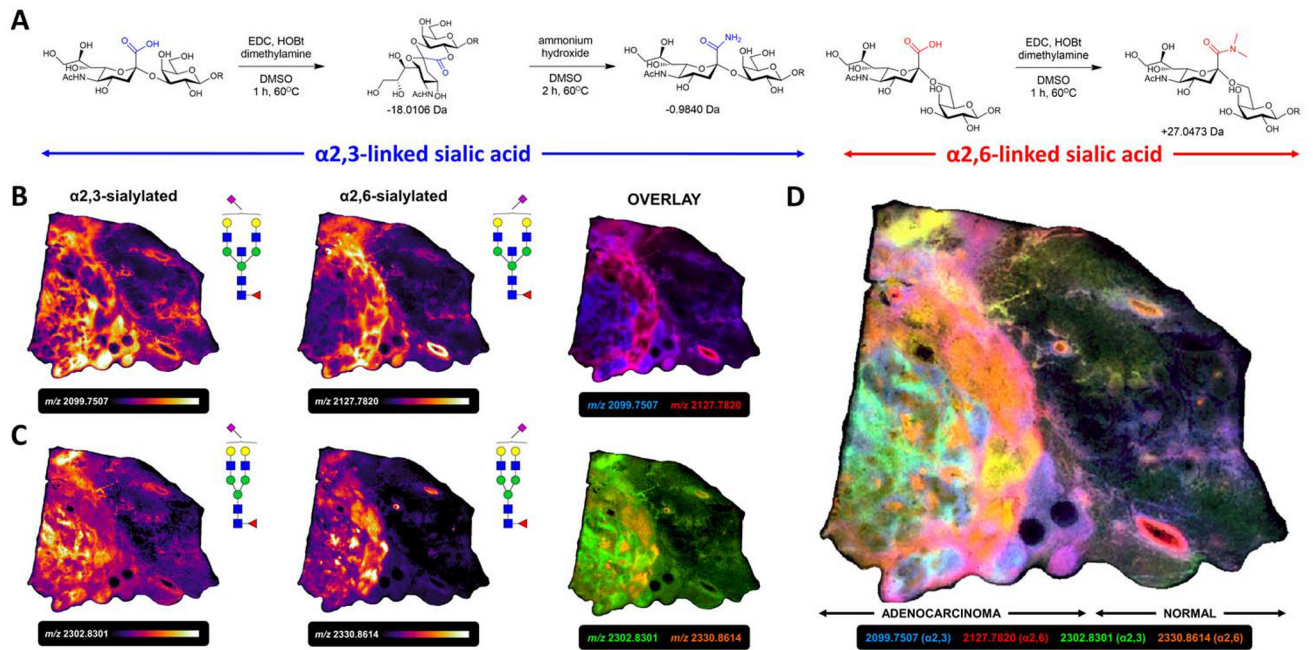 A
EDC, HOBt
dimethylamine
DMSO
1 h, 60°C
-18.0106 Da
ammonium
hydroxide
DMSO
2 h, 60°C
-0.9840 Da
EDC, HOBt
dimethylamine
DMSO
1 h, 60°C
+27.0473 Da
α2,3-linked sialic acid
α2,6-linked sialic acid
B
α2,3-sialylated
α2,6-sialylated
OVERLAY
m/z 2099.7507
m/z 2127.7820
m/z 2099.7507 m/z 2127.7820
C
m/z 2302.8301
m/z 2330.8614
m/z 2302.8301 m/z 2330.8614
D
ADENOCARCINOMA
NORMAL
2099.7507 (α2,3) 2127.7820 (α2,6) 2302.8301 (α2,3) 2330.8614 (α2,6)